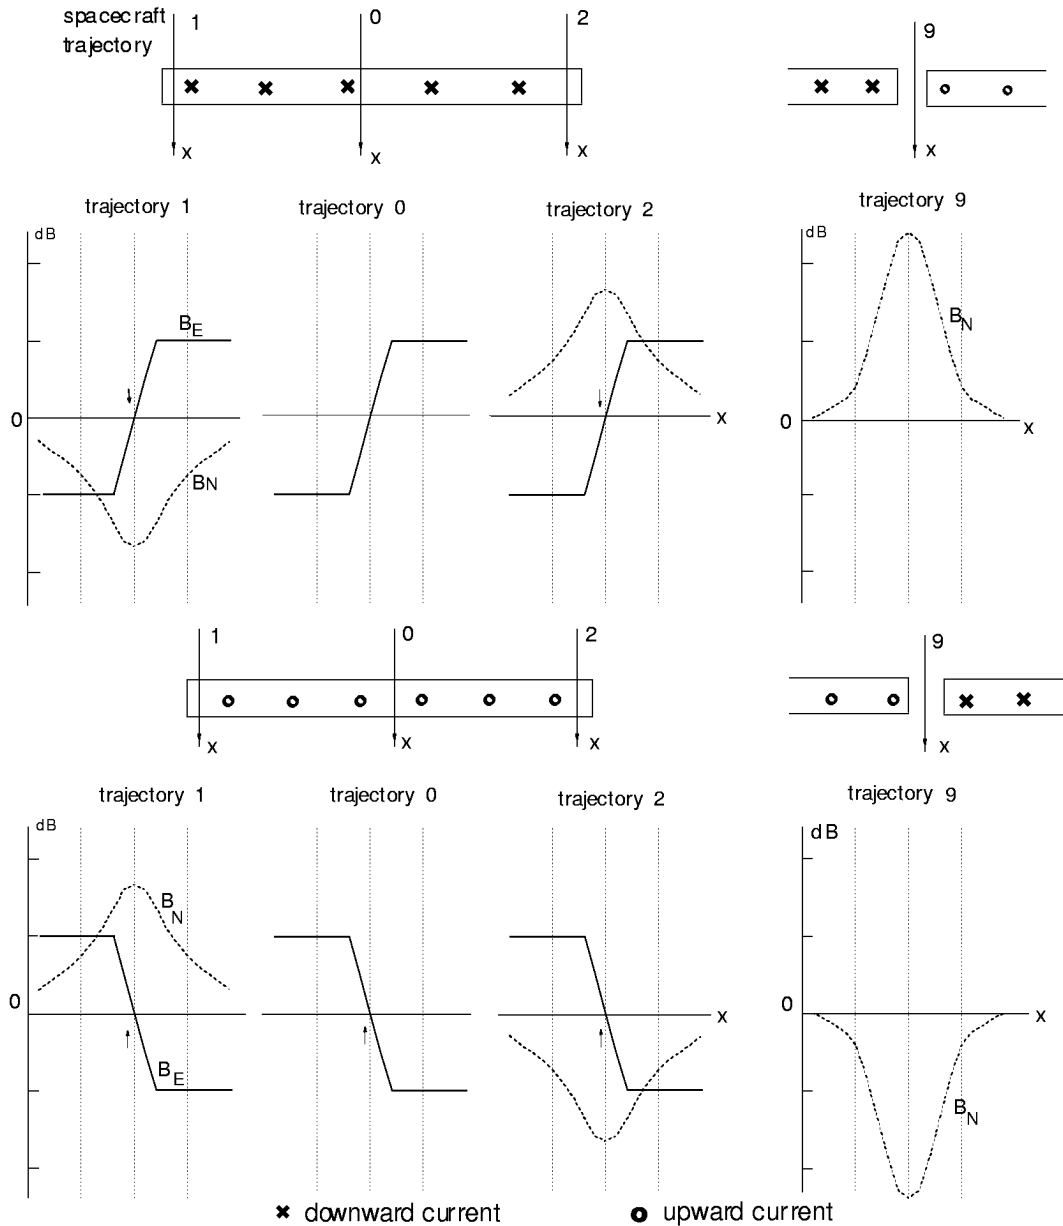 spacecraft
trajectory
1
0
2
9
x
x
x
x
trajectory 1
trajectory 0
trajectory 2
trajectory 9
dB
dB
B_E
B_N
0
x
0
x
B_N
1
0
2
9
x
x
x
x
trajectory 1
trajectory 0
trajectory 2
trajectory 9
dB
dB
B_N
0
x
0
x
B_E
B_N
downward current
upward current